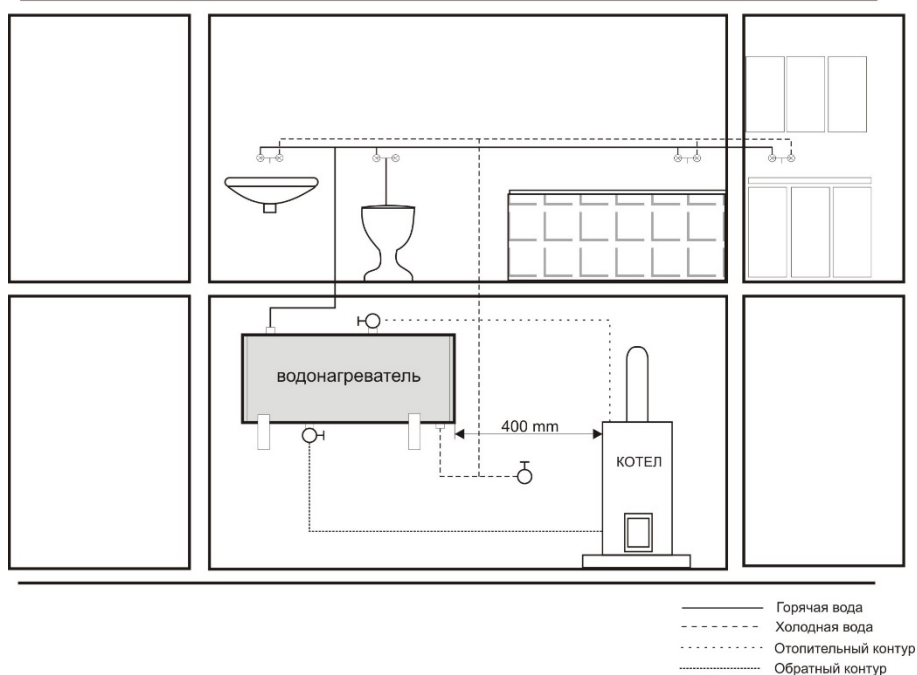 водонагреватель
400 mm
КОТЕЛ
Горячая вода
Холодная вода
Отопительный контур
Обратный контур